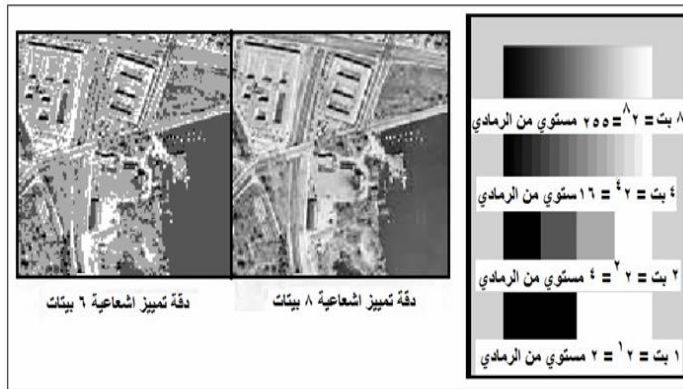 ٨ بت = ٢^٨ = ٢٥٥ مستوي من الرمادي
٤ بت = ٢^٤ = ١٦ ستوي من الرمادي
٢ بت = ٢^٢ = ٤ مستوي من الرمادي
١ بت = ٢^١ = ٢ مستوي من الرمادي
دقة تمييز اشعاعية ٨ بيتات
دقة تمييز اشعاعية ٦ بيتات